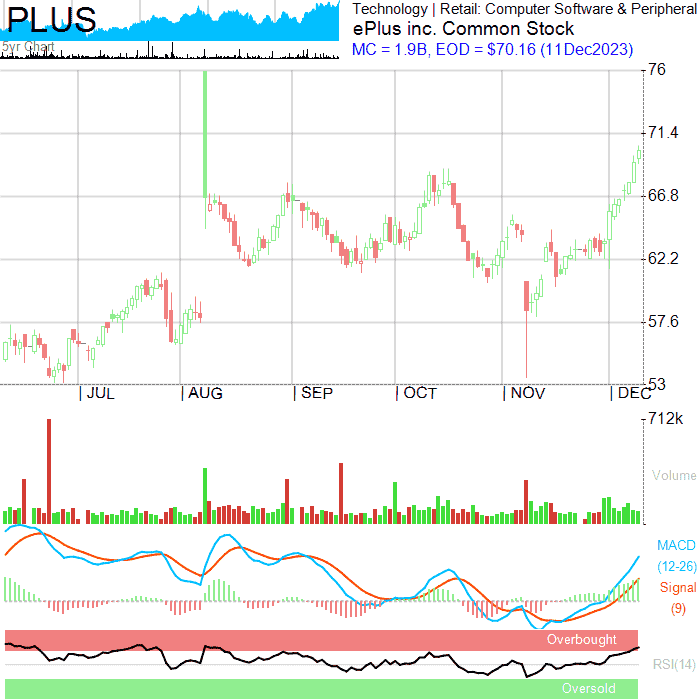 PLUS
5yr Chart
Technology | Retail: Computer Software & Peripheral
ePlus inc. Common Stock
MC = 1.9B, EOD = $70.16 (11Dec2023)
76
71.4
66.8
62.2
57.6
53
| JUL | AUG | SEP | OCT | NOV | DEC
712k
Volume
MACD
(12-26)
Signal
(9)
Overbought
RSI(14)
Oversold